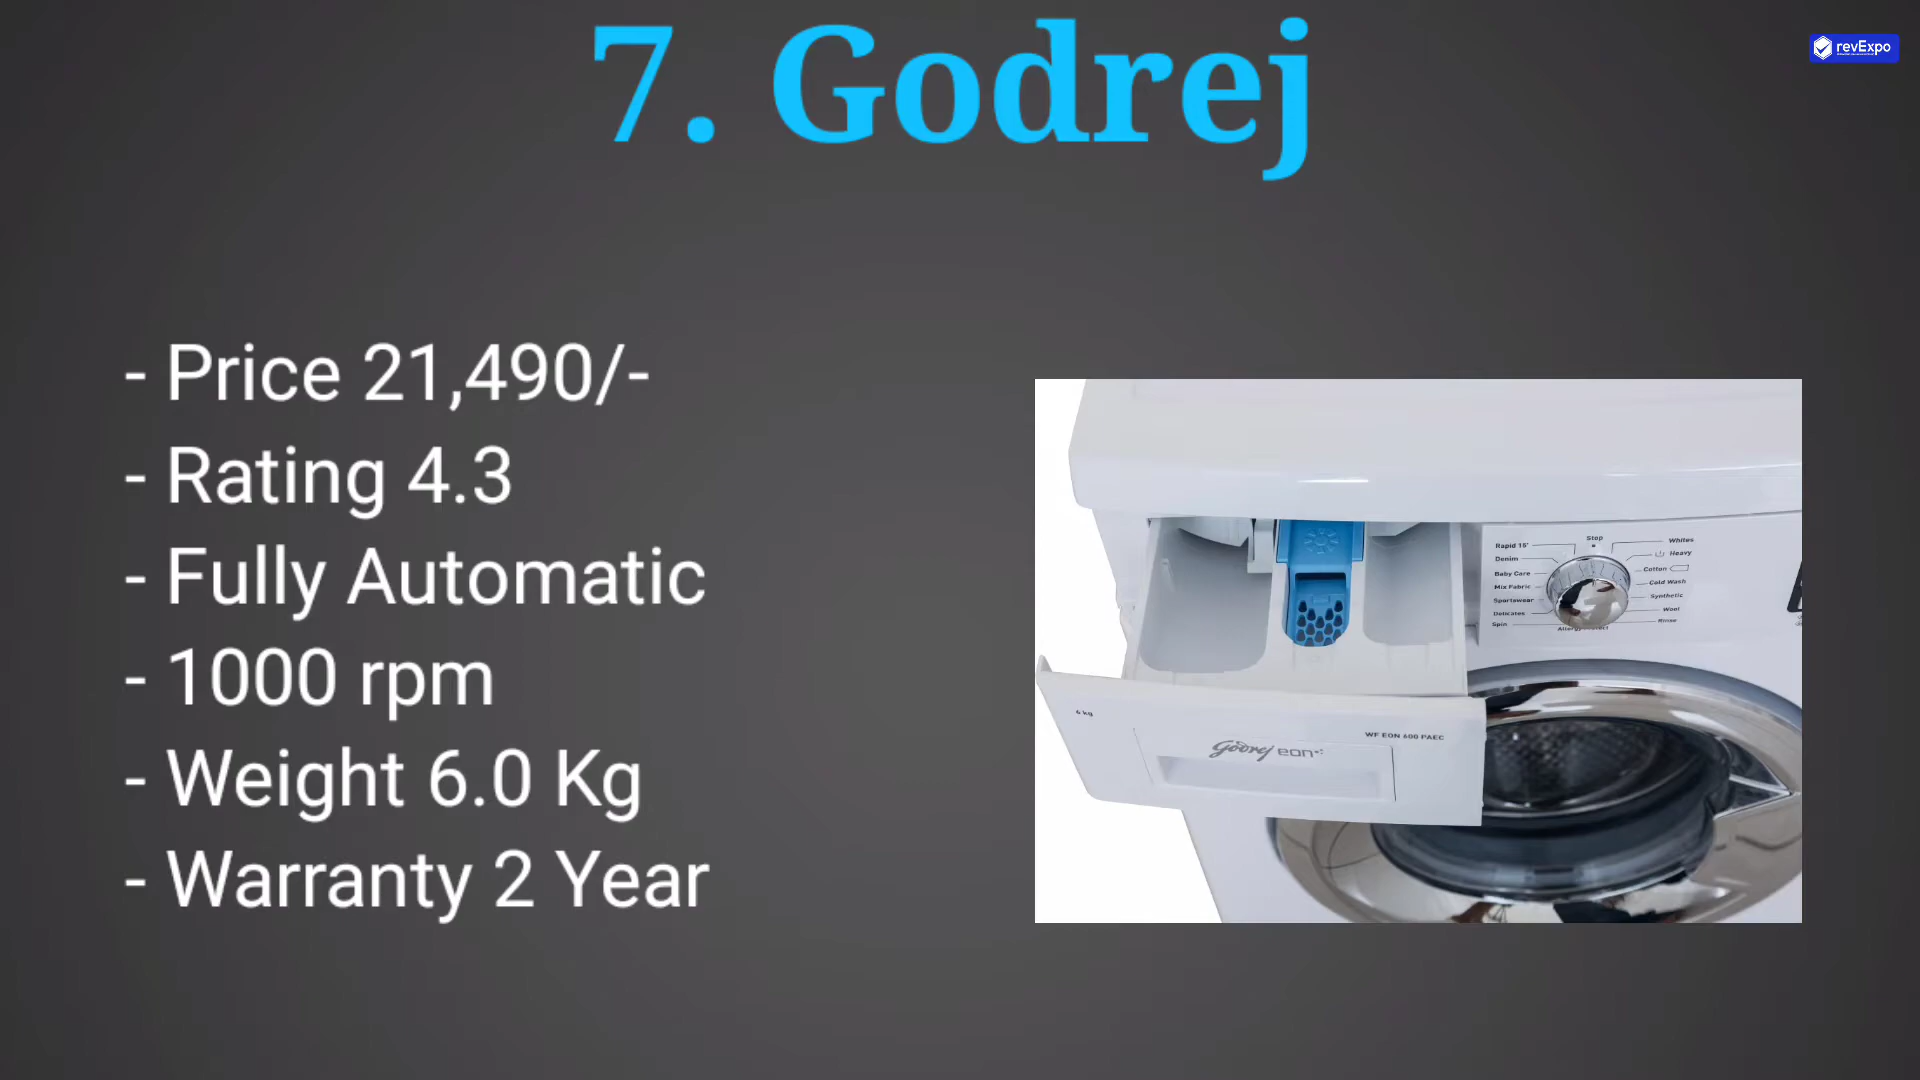 7. Godrej
revExpo
- Price 21,490/-
- Rating 4.3
- Fully Automatic
- 1000 rpm
- Weight 6.0 Kg
- Warranty 2 Year
Stop
Rapid 15'
Denim
Baby Care
Mix Fabric
Sportswear
Delicates
Spin
Whites
Heavy
Cotton
Cold Wash
Synthetic
Wool
Rinse
6 kg
WF EON 600 PAEC
Godrej eon